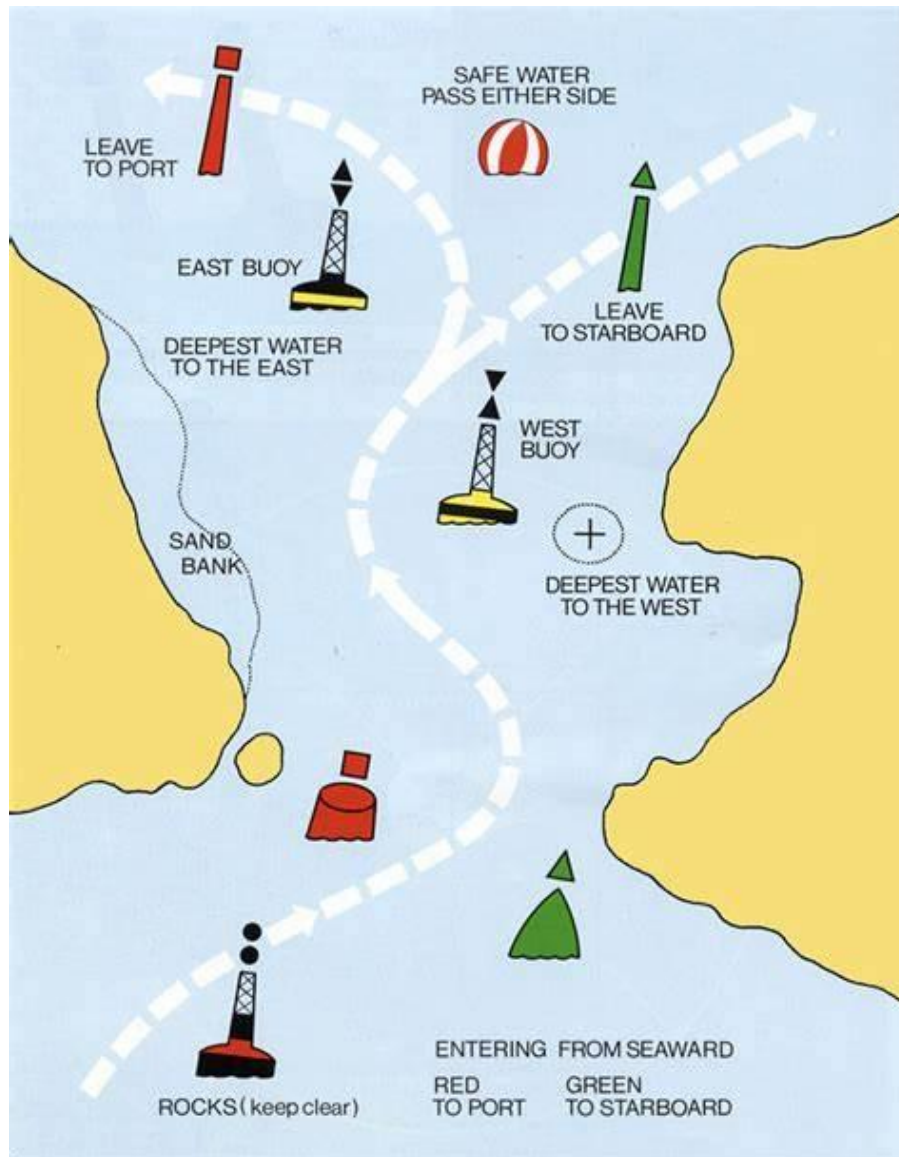 SAFE WATER
PASS EITHER SIDE
LEAVE
TO PORT
EAST BUOY
LEAVE
TO STARBOARD
DEEPEST WATER
TO THE EAST
WEST
BUOY
SAND
BANK
DEEPEST WATER
TO THE WEST
ENTERING FROM SEAWARD
RED
TO PORT
GREEN
TO STARBOARD
ROCKS (keep clear)